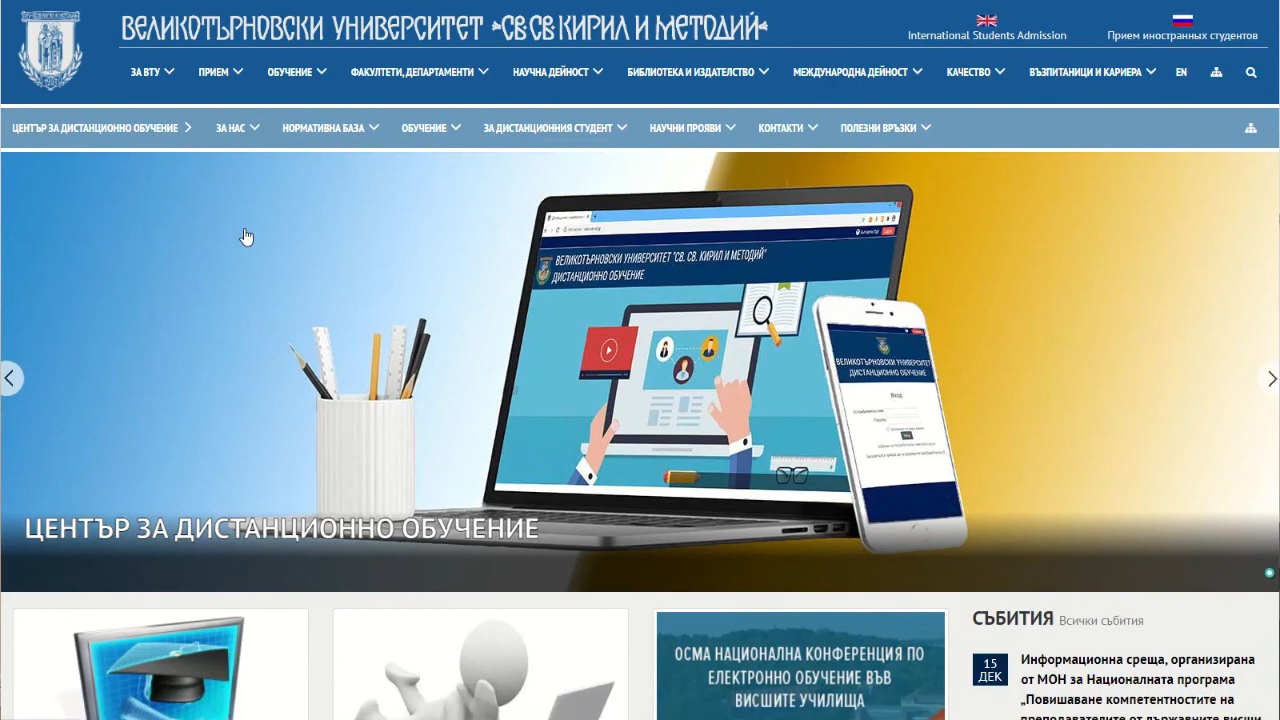 ВЕЛИКОТЪРНОВСКИ УНИВЕРСИТЕТ "СВ.СВ. КИРИЛ И МЕТОДИЙ"
International Students Admission
Прием иностранных студентов
ЗА ВТУ
ПРИЕМ
ОБУЧЕНИЕ
ФАКУЛТЕТИ, ДЕПАРТАМЕНТИ
НАУЧНА ДЕЙНОСТ
БИБЛИОТЕКА И ИЗДАТЕЛСТВО
МЕЖДУНАРОДНА ДЕЙНОСТ
КАЧЕСТВО
ВЪЗПИТАНИЦИ И КАРИЕРА
EN
ЦЕНТЪР ЗА ДИСТАНЦИОННО ОБУЧЕНИЕ
ЗА НАС
НОРМАТИВНА БАЗА
ОБУЧЕНИЕ
ЗА ДИСТАНЦИОННИЯ СТУДЕНТ
НАУЧНИ ПРОЯВИ
КОНТАКТИ
ПОЛЕЗНИ ВРЪЗКИ
ВЕЛИКОТЪРНОВСКИ УНИВЕРСИТЕТ "СВ. СВ. КИРИЛ И МЕТОДИЙ"
ДИСТАНЦИОННО ОБУЧЕНИЕ
ВЕЛИКОТЪРНОВСКИ УНИВЕРСИТЕТ
ДИСТАНЦИОННО ОБУЧЕНИЕ
Вход
ЦЕНТЪР ЗА ДИСТАНЦИОННО ОБУЧЕНИЕ
ОСМА НАЦИОНАЛНА КОНФЕРЕНЦИЯ ПО
ЕЛЕКТРОННО ОБУЧЕНИЕ ВЪВ
ВИСШИТЕ УЧИЛИЩА
СЪБИТИЯ Всички събития
15
ДЕК
Информационна среща, организирана
от МОН за Националната програма
„Повишаване компетентностите на
преподавателите от държавните висши